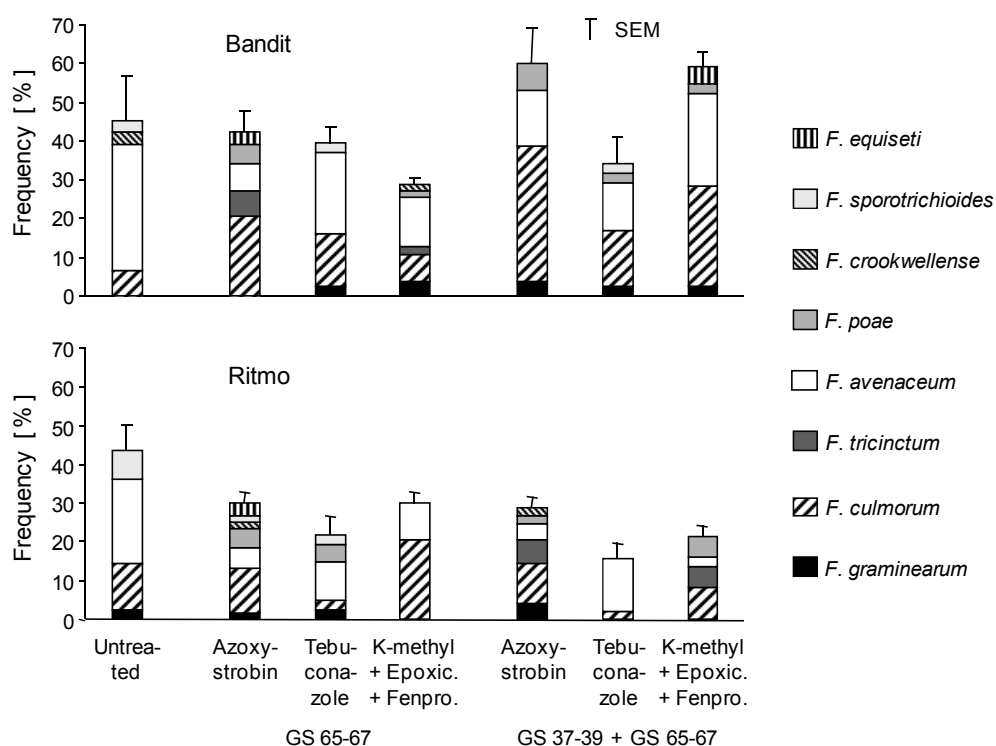 70
60
50
40
30
20
10
0
Frequency [ % ]
Bandit
SEM
70
60
50
40
30
20
10
0
Frequency [ % ]
Ritmo
Untrea-
ted
Azoxy-
strobin
Tebu-
cona-
zole
K-methyl
+ Epoxic.
+ Fenpro.
Azoxy-
strobin
Tebu-
cona-
zole
K-methyl
+ Epoxic.
+ Fenpro.
GS 65-67
GS 37-39 + GS 65-67
F. equiseti
F. sporotrichioides
F. crookwellense
F. poae
F. avenaceum
F. tricinctum
F. culmorum
F. graminearum